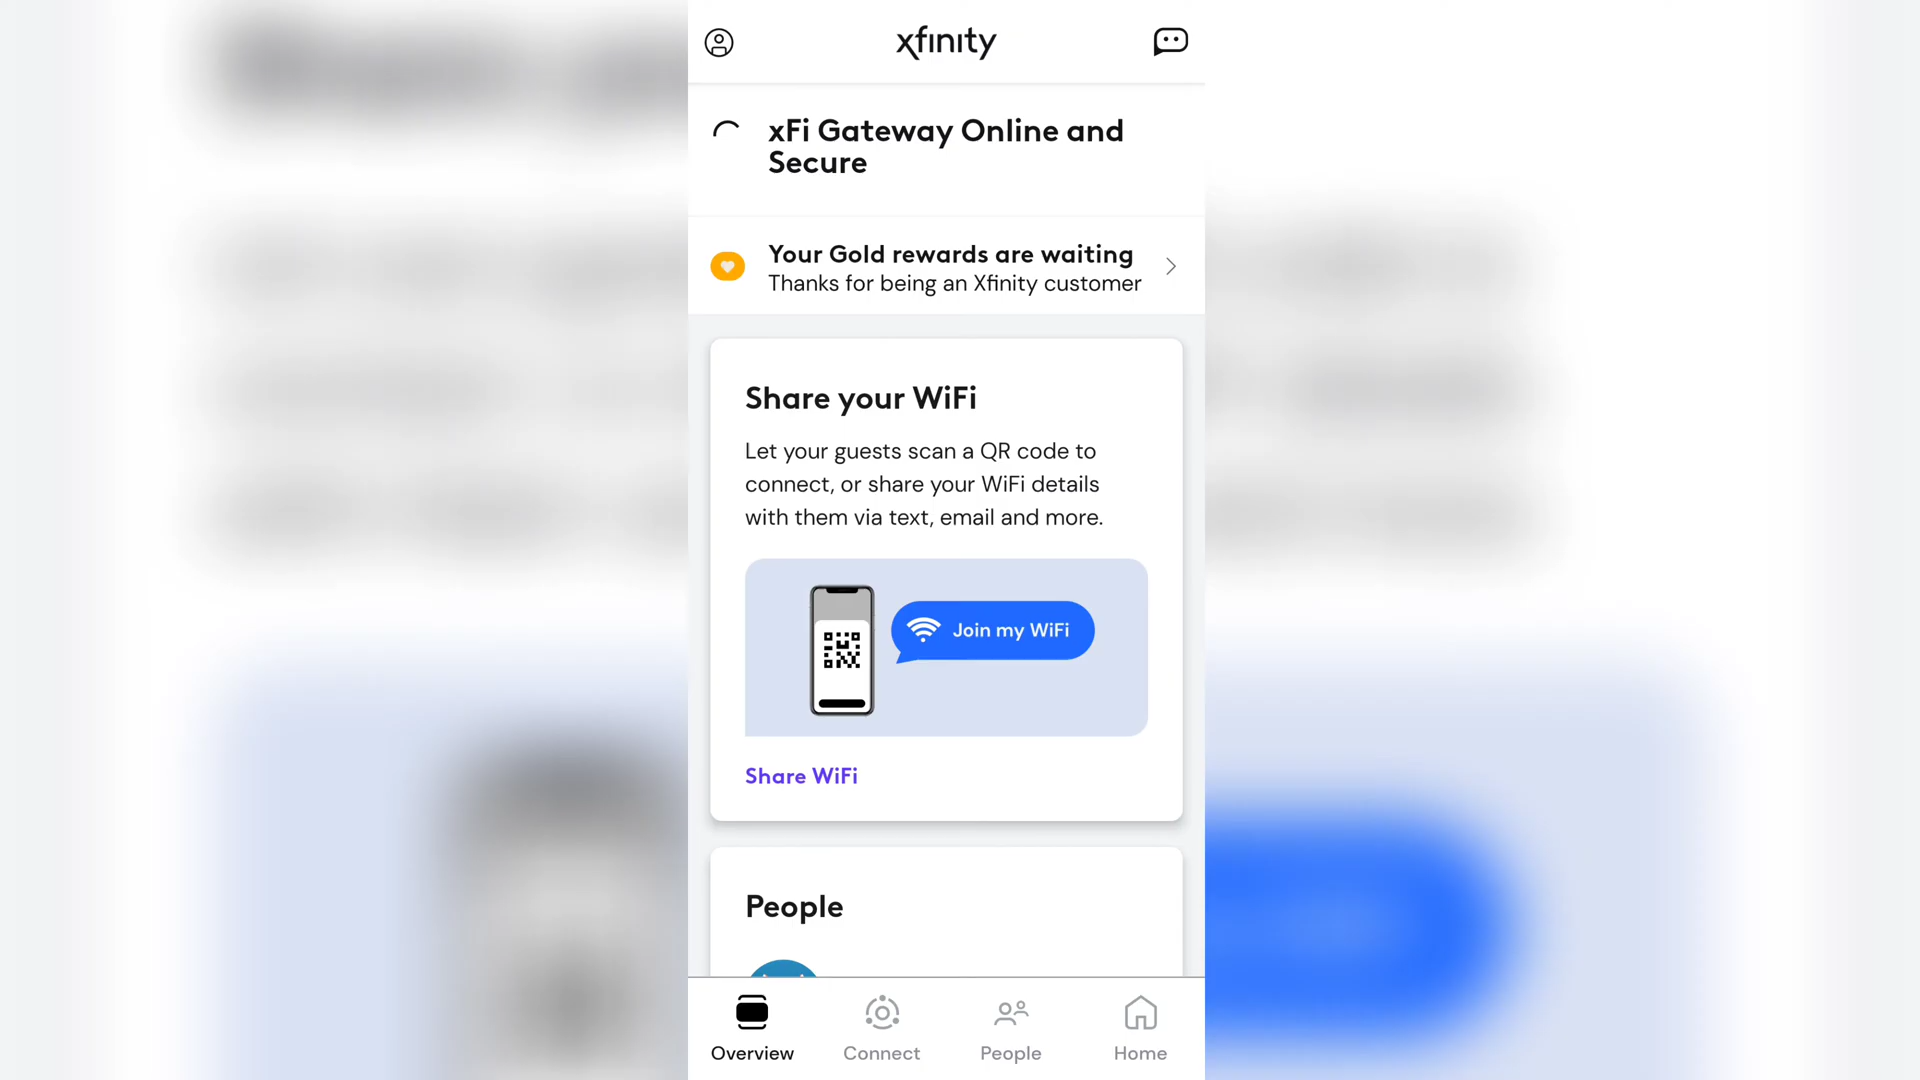 xfinity
xFi Gateway Online and
Secure
Your Gold rewards are waiting
Thanks for being an Xfinity customer
Share your WiFi
Let your guests scan a QR code to
connect, or share your WiFi details
with them via text, email and more.
Join my WiFi
Share WiFi
People
Overview
Connect
People
Home